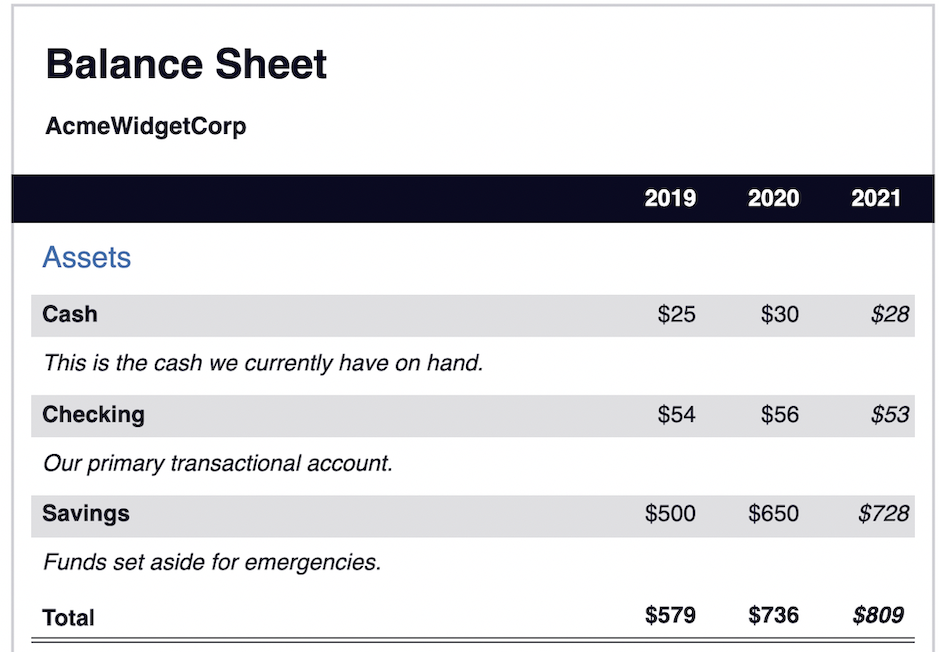 Balance Sheet
AcmeWidgetCorp
2019 2020 2021
Assets
Cash $25 $30 $28
This is the cash we currently have on hand.
Checking $54 $56 $53
Our primary transactional account.
Savings $500 $650 $728
Funds set aside for emergencies.
Total $579 $736 $809